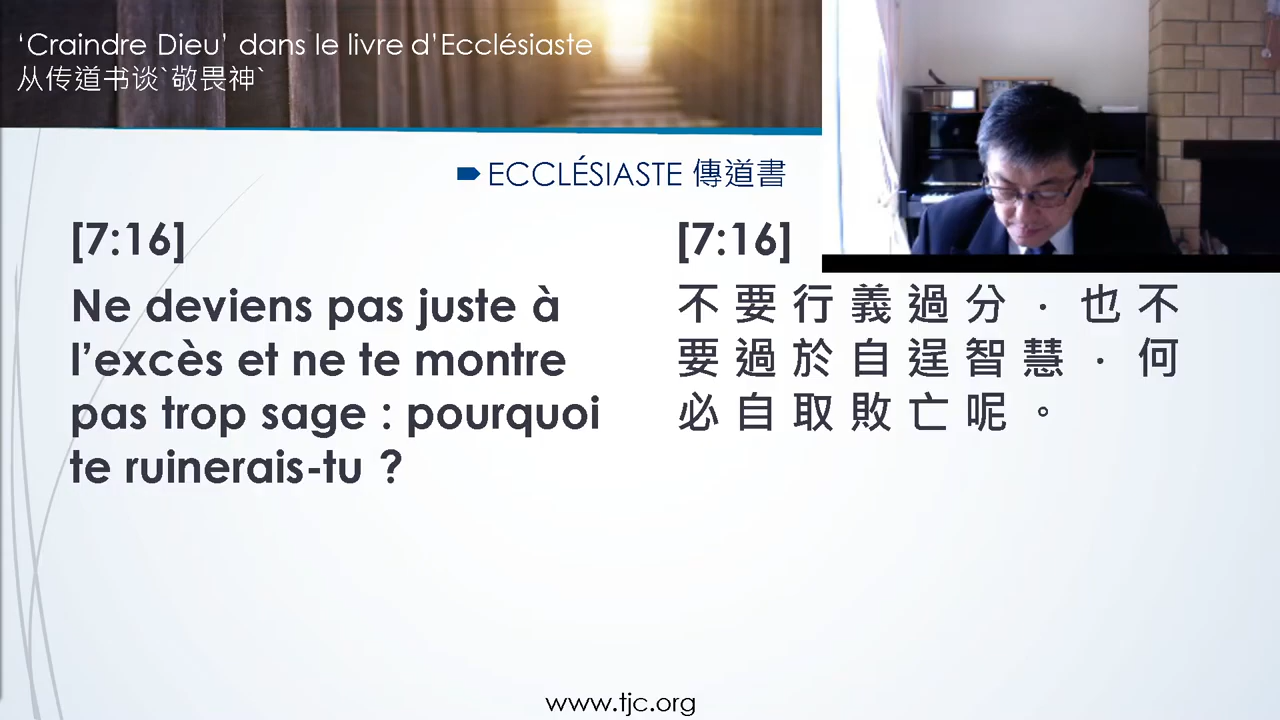 ‘Craindre Dieu’ dans le livre d’Ecclésiaste
从传道书谈`敬畏神`
ECCLÉSIASTE 傳道書
[7:16]
Ne deviens pas juste à
l’excès et ne te montre
pas trop sage : pourquoi
te ruinerais-tu ?
[7:16]
不要行義過分．也不
要過於自逞智慧．何
必自取敗亡呢。
www.tjc.org